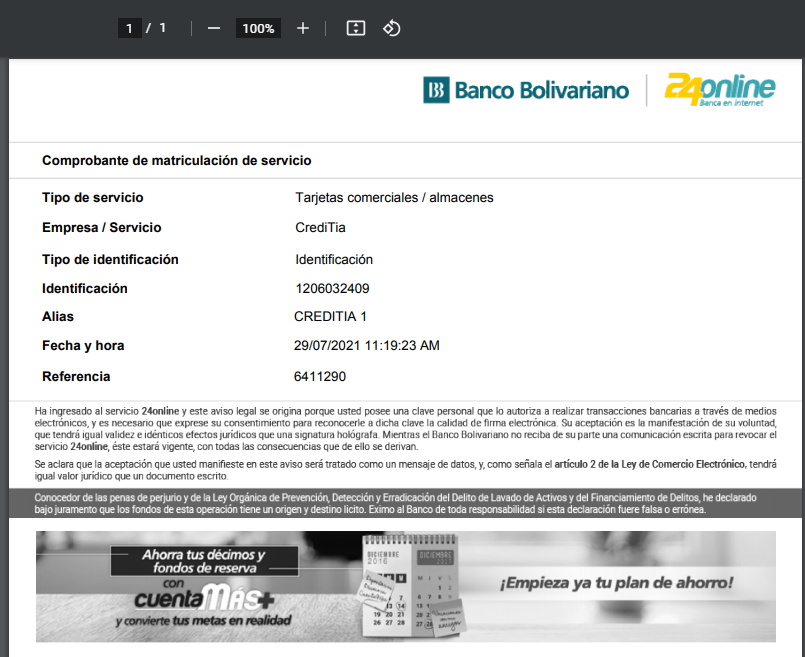 1 / 1 100%
Banco Bolivariano 24online
Banca en internet
Comprobante de matriculación de servicio
Tipo de servicio Tarjetas comerciales / almacenes
Empresa / Servicio CrediTia
Tipo de identificación Identificación
Identificación 1206032409
Alias CREDITIA 1
Fecha y hora 29/07/2021 11:19:23 AM
Referencia 6411290
Ha ingresado al servicio 24online y este aviso legal se origina porque usted posee una clave personal que lo autoriza a realizar transacciones bancarias a través de medios
electrónicos, y es necesario que exprese su consentimiento para reconocerle a dicha clave la calidad de firma electrónica. Su aceptación es la manifestación de su voluntad,
que tendrá igual validez e idénticos efectos jurídicos que una signatura hológrafa. Mientras el Banco Bolivariano no reciba de su parte una comunicación escrita para revocar el
servicio 24online, éste estará vigente, con todas las consecuencias que de ello se derivan.
Se aclara que la aceptación que usted manifieste en este aviso será tratado como un mensaje de datos, y, como señala el artículo 2 de la Ley de Comercio Electrónico, tendrá
igual valor jurídico que un documento escrito.
Conocedor de las penas de perjurio y de la Ley Orgánica de Prevención, Detección y Erradicación del Delito de Lavado de Activos y del Financiamiento de Delitos, he declarado
bajo juramento que los fondos de esta operación tiene un origen y destino licito. Eximo al Banco de toda responsabilidad si esta declaración fuere falsa o errónea.
Ahorra tus décimos y
fondos de reserva
con
cuentaMÁS+
y convierte tus metas en realidad
DICIEMBRE
2016
DICIEMBRE
¡Empieza ya tu plan de ahorro!